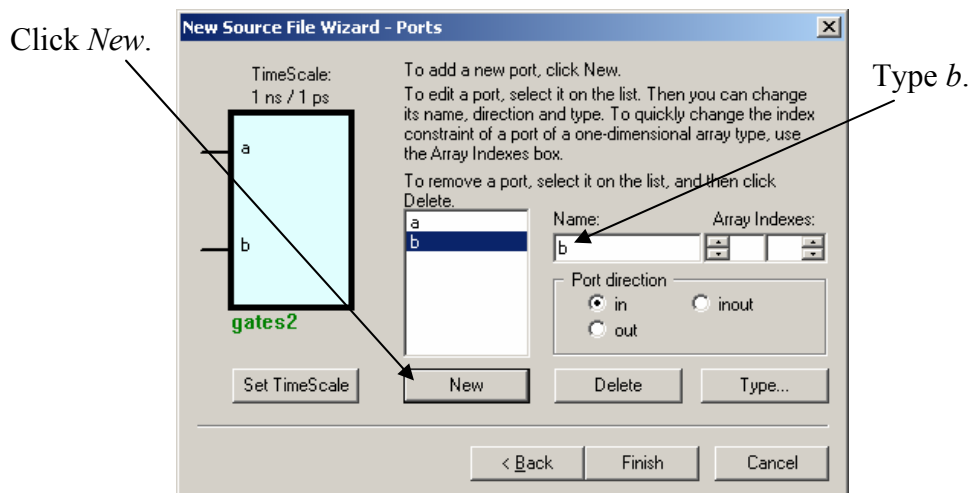 New Source File Wizard - Ports
Click New.
Type b.
TimeScale:
1 ns / 1 ps
a
b
gates2
To add a new port, click New.
To edit a port, select it on the list. Then you can change
its name, direction and type. To quickly change the index
constraint of a port of a one-dimensional array type, use
the Array Indexes box.
To remove a port, select it on the list, and then click
Delete.
a
b
Name:
Array Indexes:
b
Port direction
in
inout
out
Set TimeScale
New
Delete
Type...
< Back
Finish
Cancel